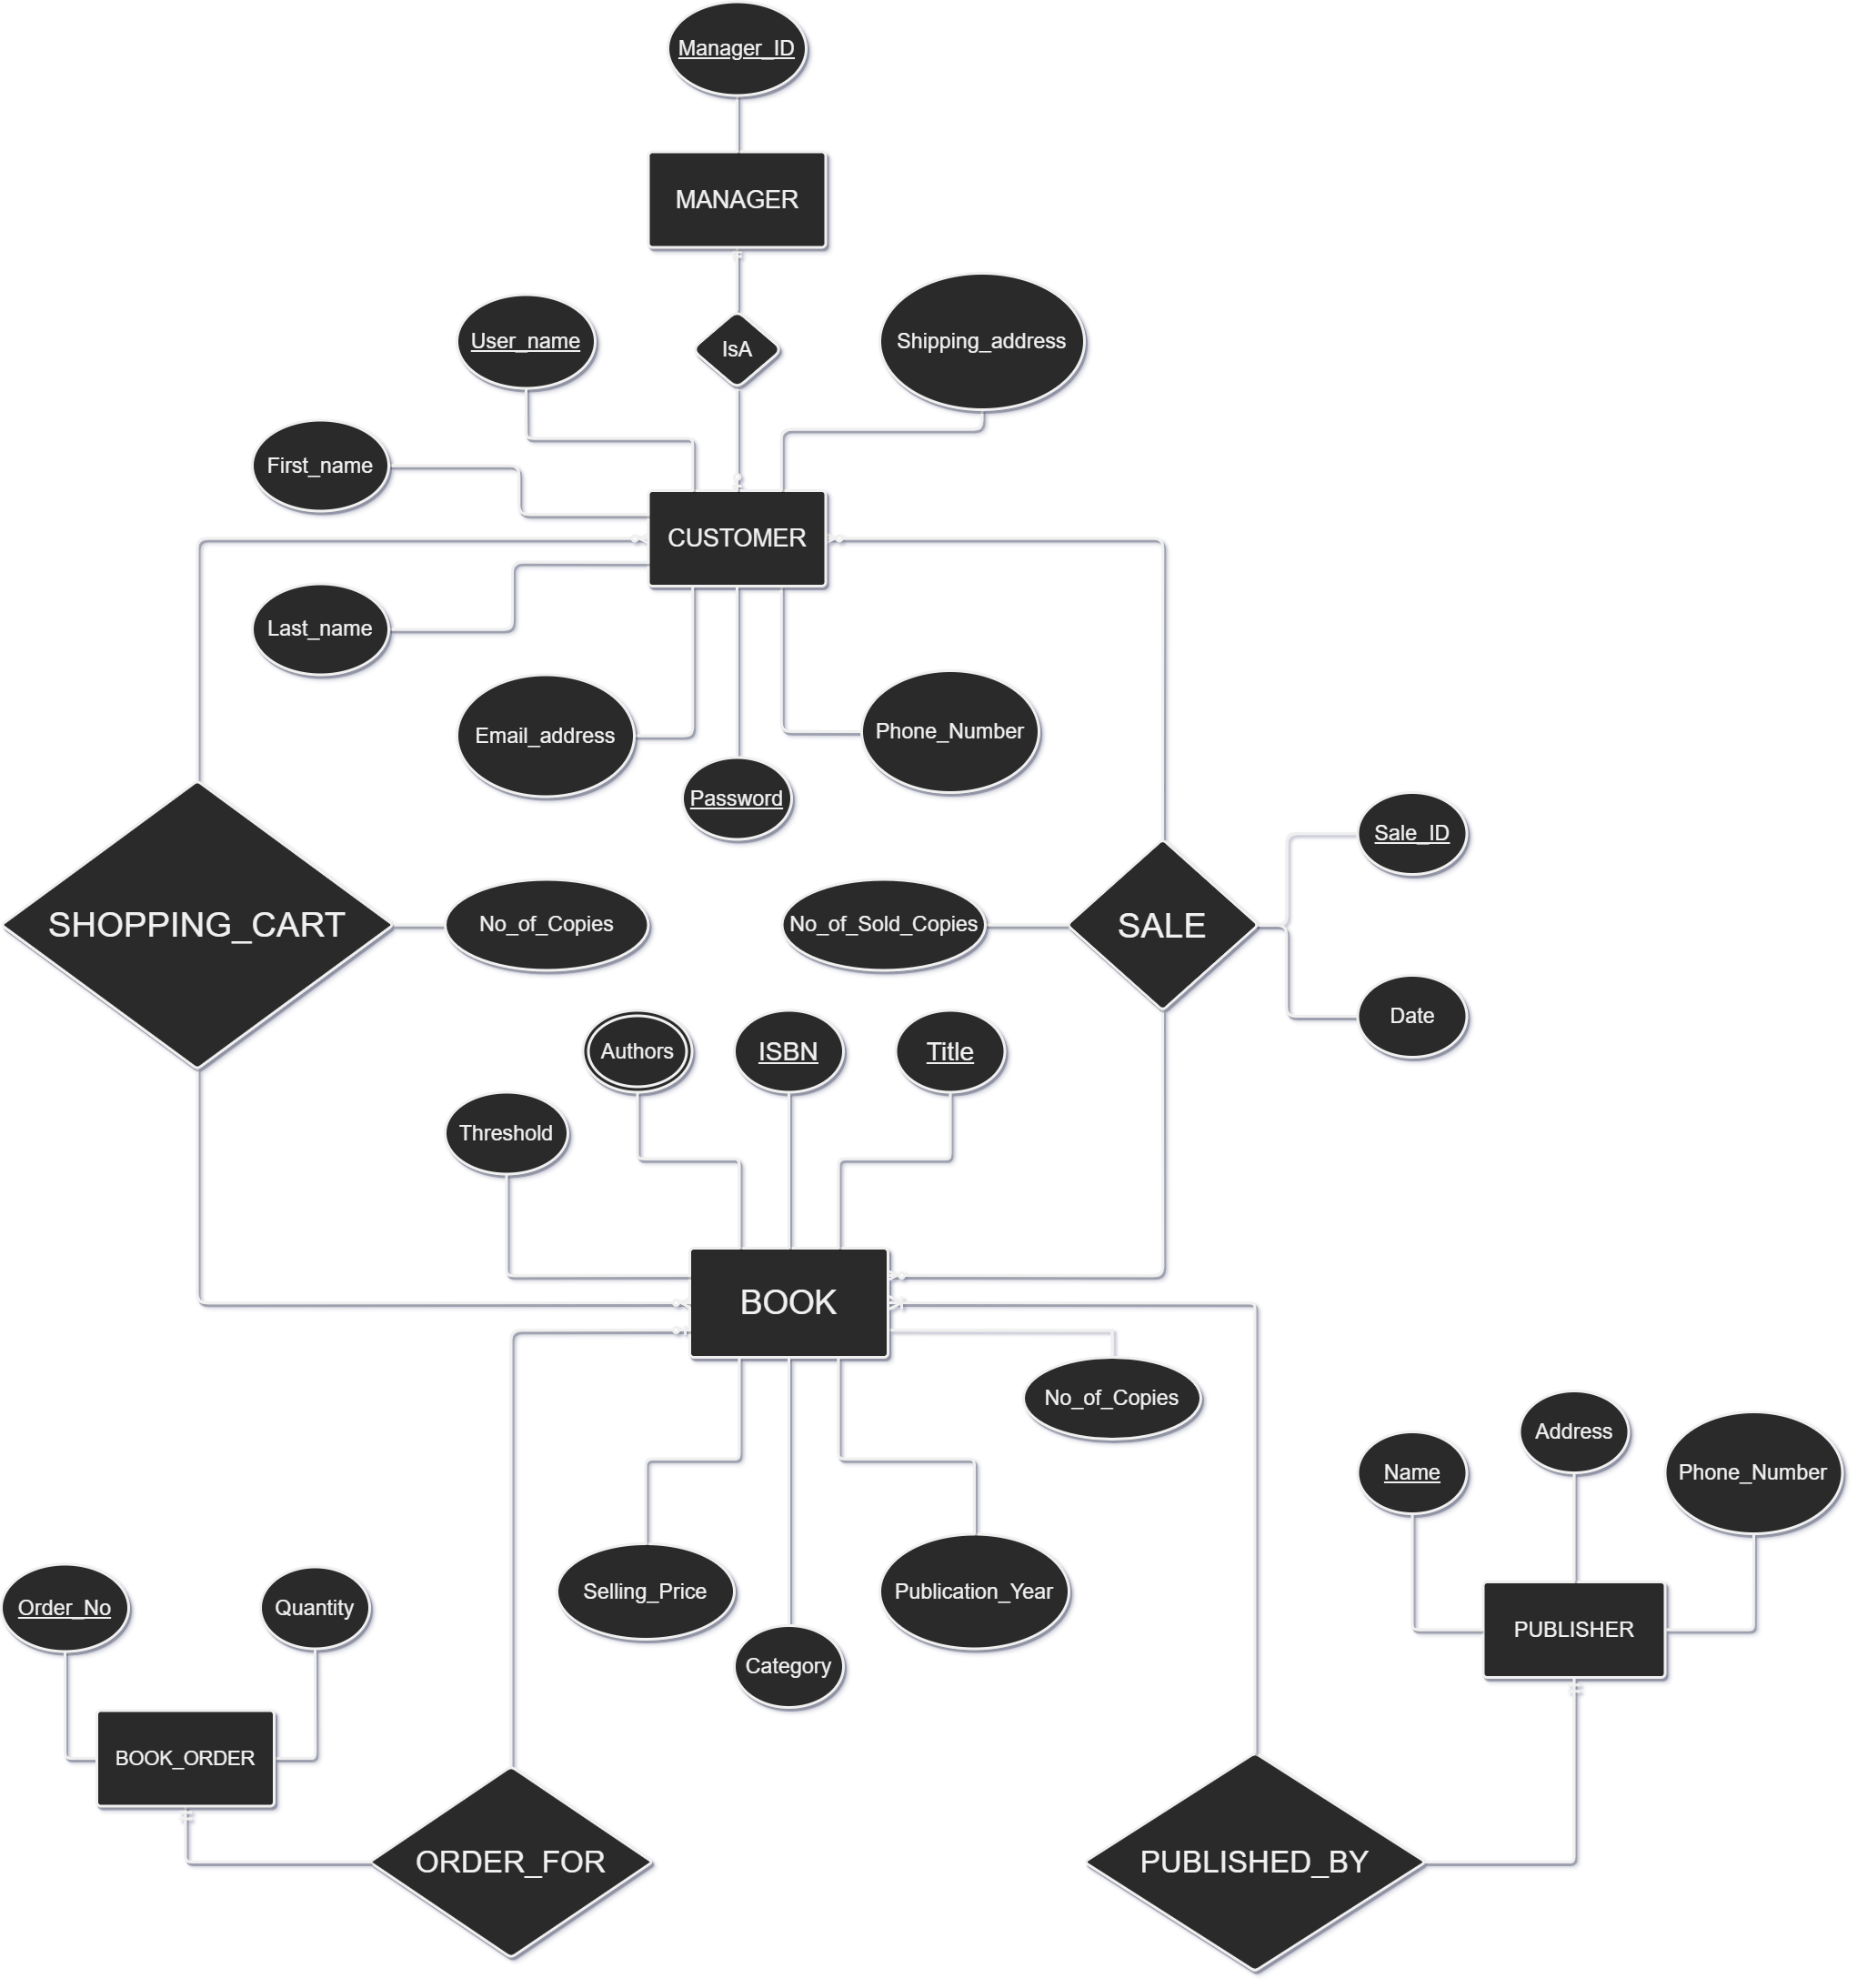 Manager_ID
MANAGER
IsA
User_name
Shipping_address
First_name
CUSTOMER
Last_name
Email_address
Phone_Number
Password
Sale_ID
SHOPPING_CART
No_of_Copies
No_of_Sold_Copies
SALE
Date
Authors
ISBN
Title
Threshold
BOOK
No_of_Copies
Address
Name
Phone_Number
Selling_Price
Publication_Year
Order_No
Quantity
PUBLISHER
Category
BOOK_ORDER
ORDER_FOR
PUBLISHED_BY